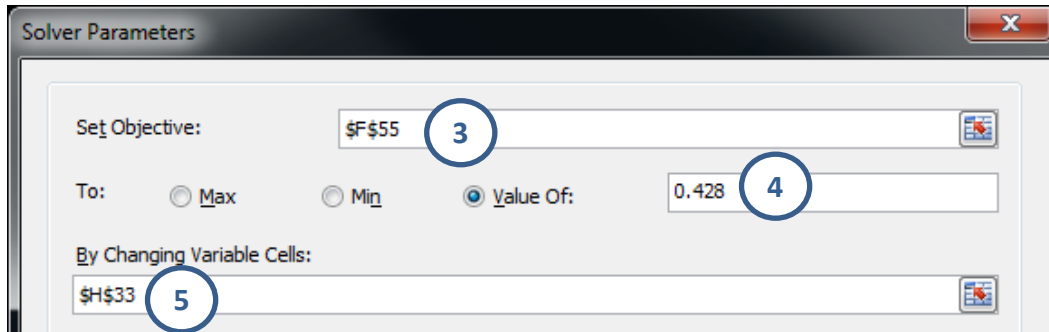 Solver Parameters
Set Objective: $F$55 3
To: Max Min Value Of: 0.428 4
By Changing Variable Cells:
$H$33 5